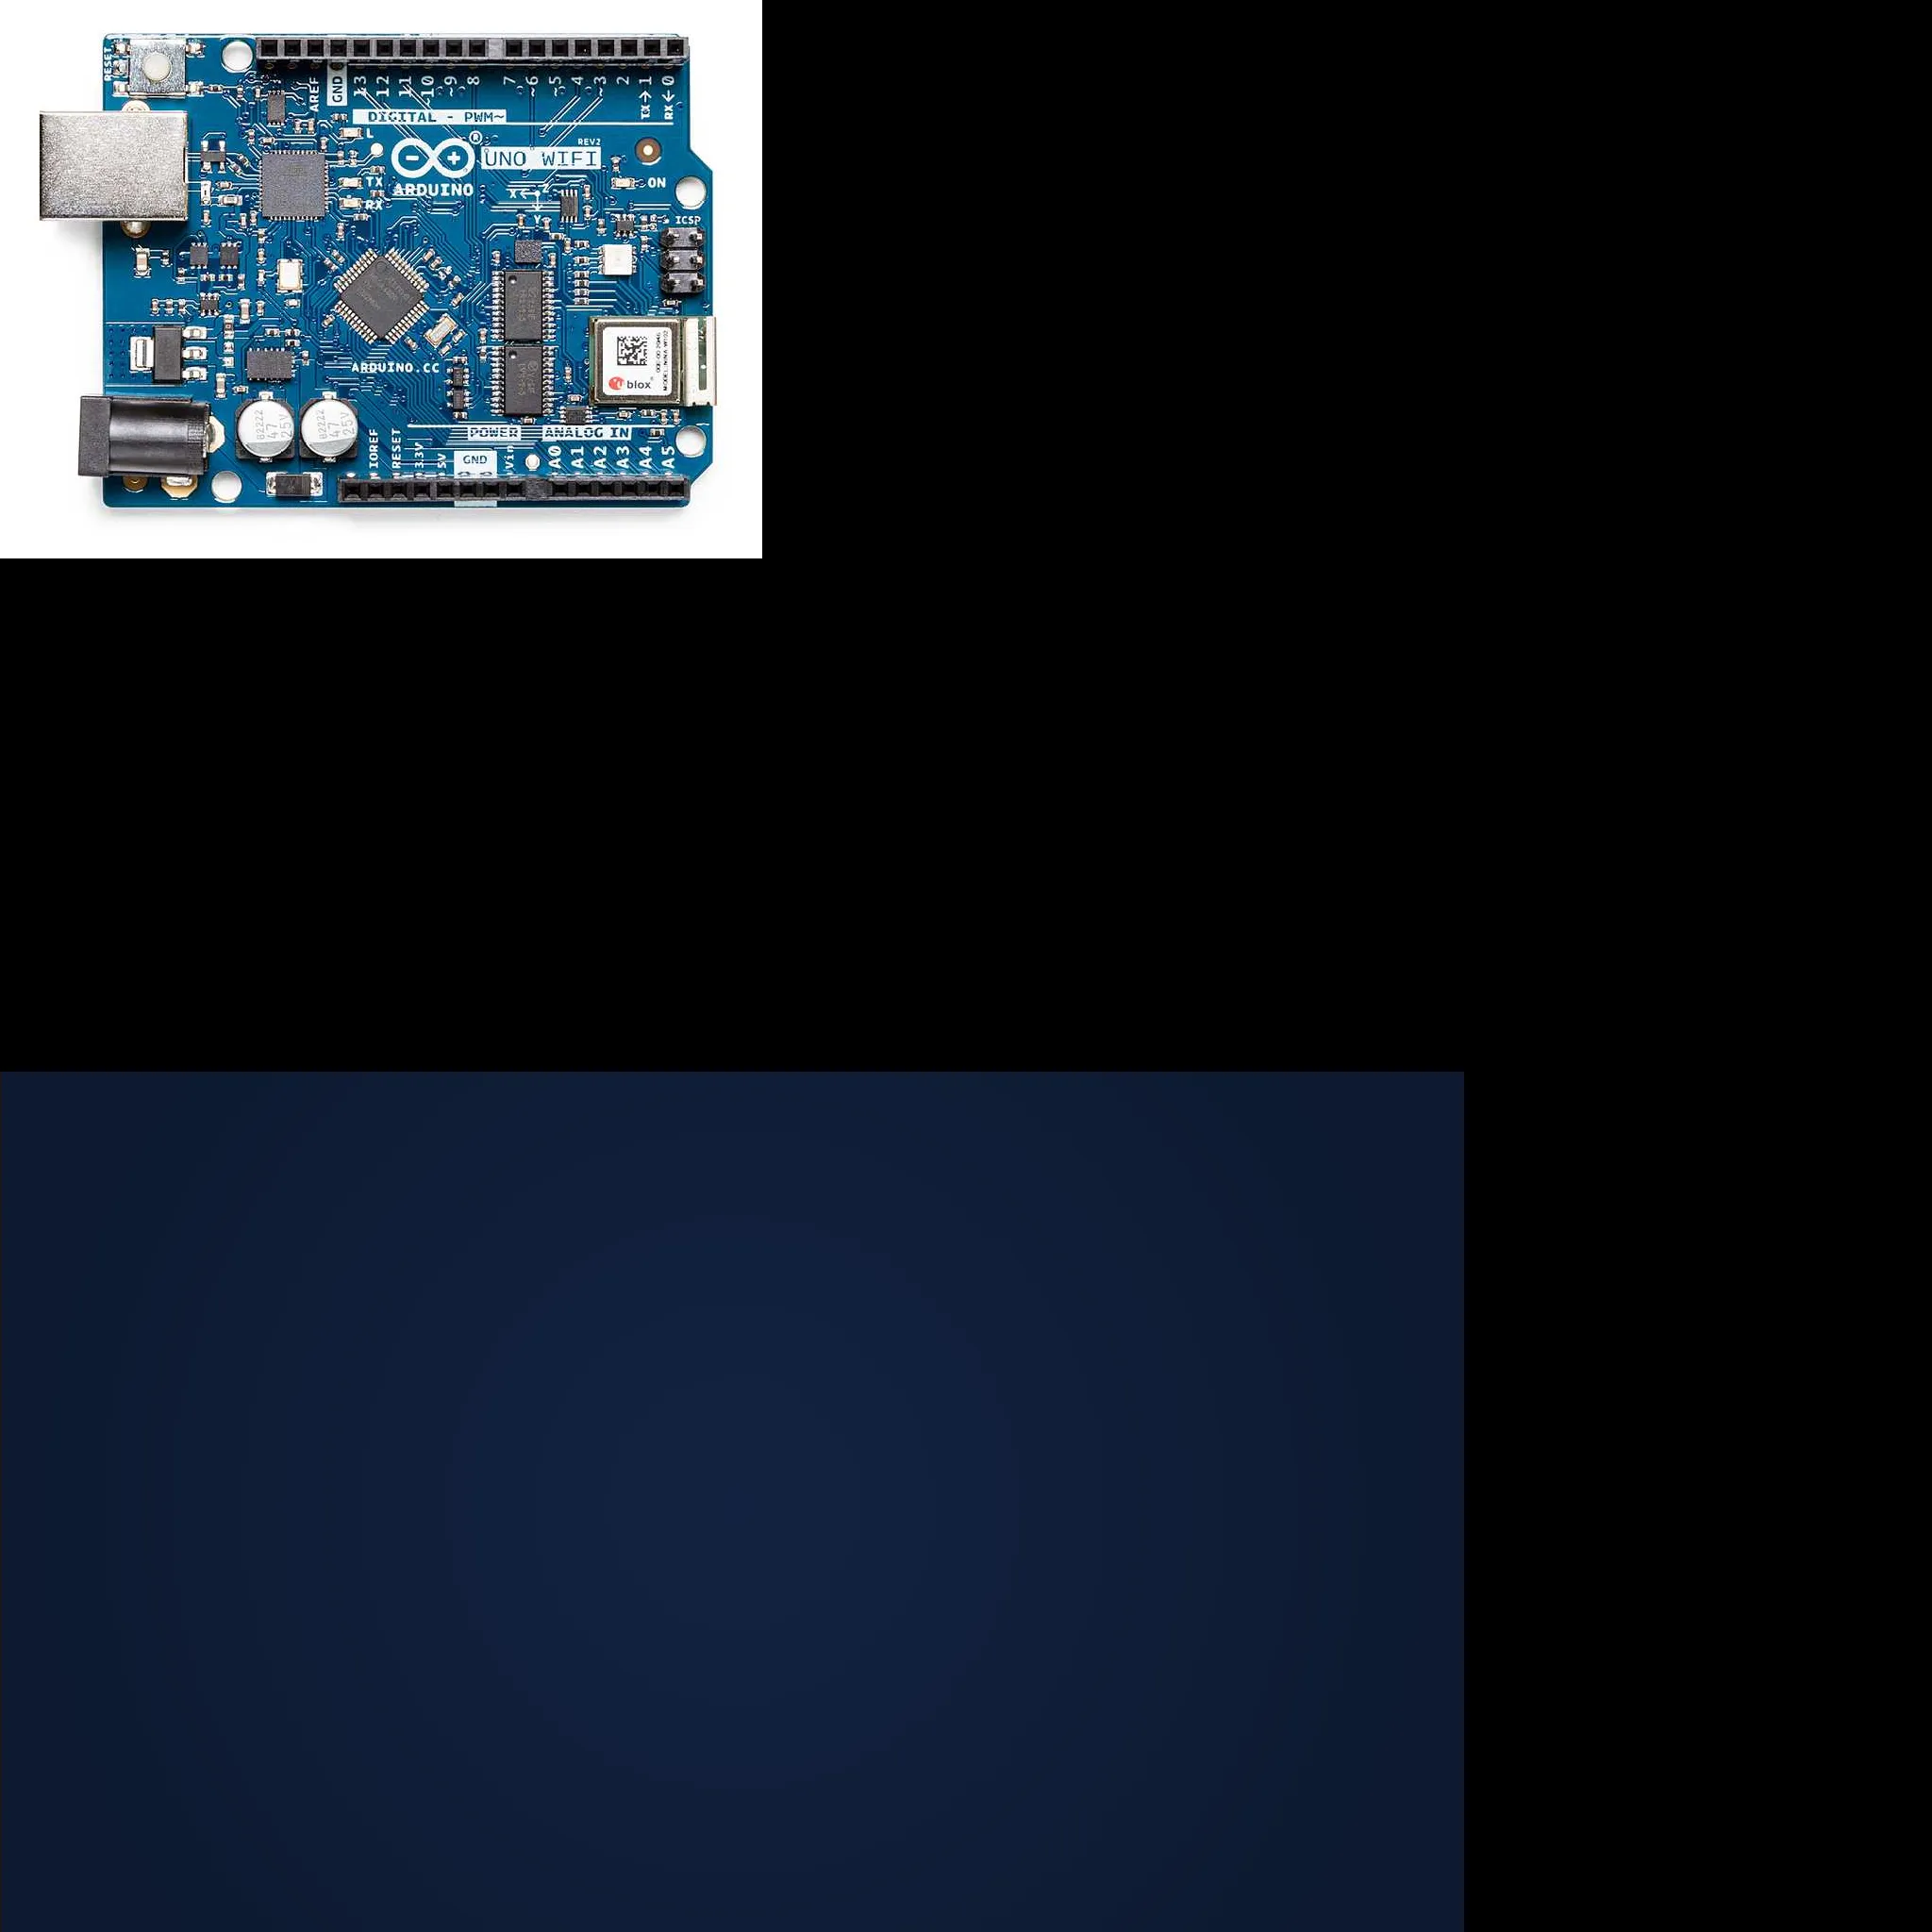 RESET
AREF
GND
13
12
~11
~10
~9
8
7
~6
~5
4
~3
2
TX→1
RX←0
DIGITAL - PWM~
L
®
REV2
UNO WIFI
ARDUINO
TX
RX
ON
X
Z
Y
ICSP
ARDUINO.CC
u blox
47
25V
47
25V
POWER
ANALOG IN
IOREF
RESET
3.3V
5V
GND
Vin
A0
A1
A2
A3
A4
A5